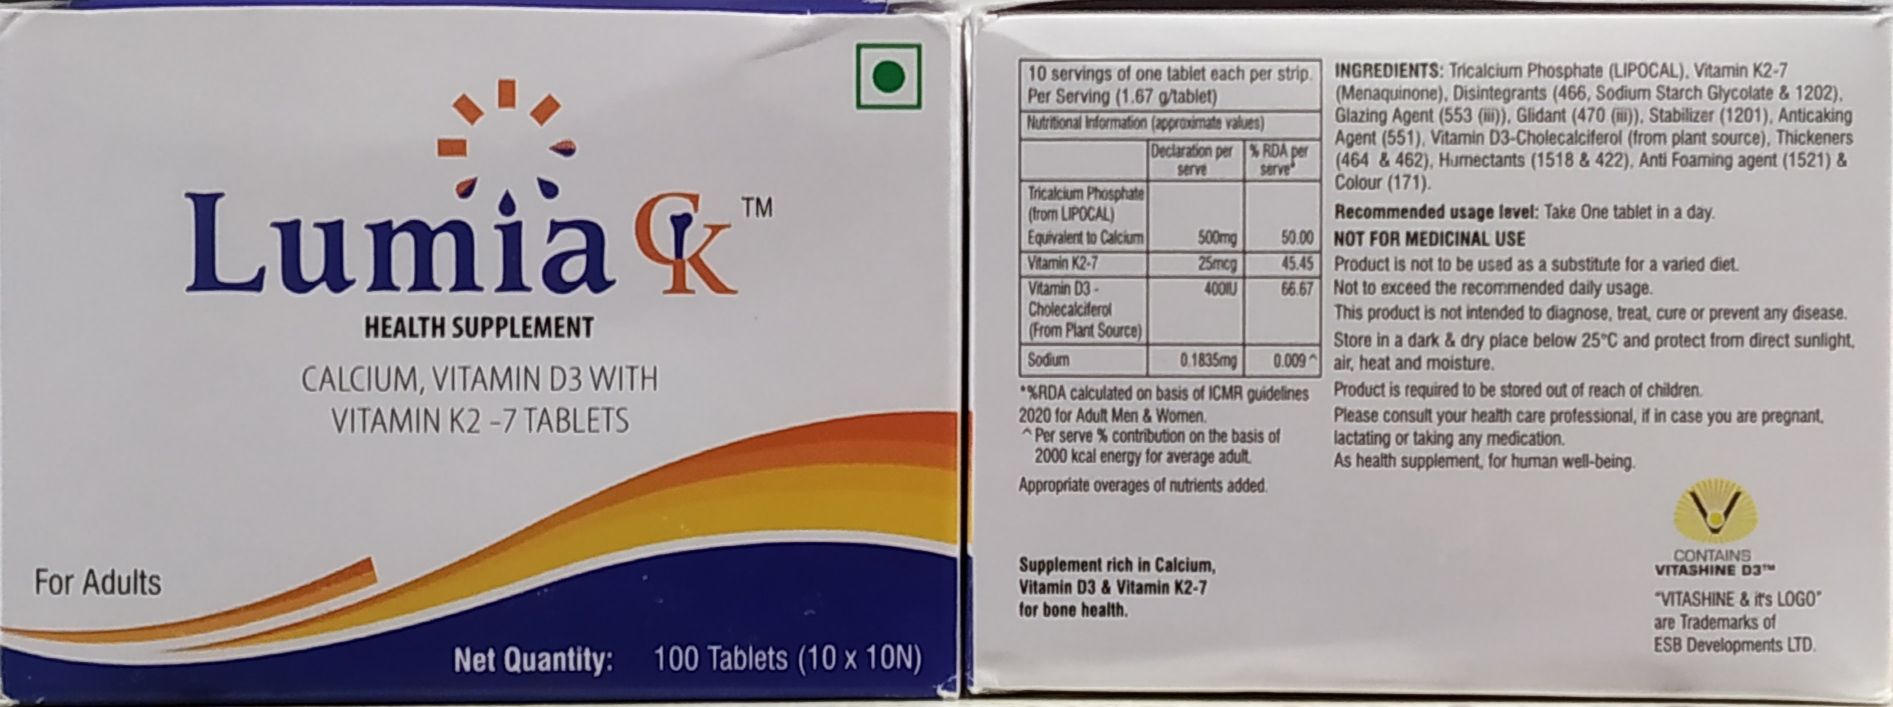 Lumia CK™
HEALTH SUPPLEMENT
CALCIUM, VITAMIN D3 WITH
VITAMIN K2 -7 TABLETS
For Adults
Net Quantity: 100 Tablets (10 x 10N)
10 servings of one tablet each per strip.
Per Serving (1.67 g/tablet)
Nutritional Information (approximate values)
Declaration per serve % RDA per serve*
Tricalcium Phosphate
(from LIPOCAL)
Equivalent to Calcium 500mg 50.00
Vitamin K2-7 25mcg 45.45
Vitamin D3 - 400IU 66.67
Cholecalciferol
(From Plant Source)
Sodium 0.1835mg 0.009^
*%RDA calculated on basis of ICMR guidelines
2020 for Adult Men & Women.
^ Per serve % contribution on the basis of
2000 kcal energy for average adult.
Appropriate overages of nutrients added.
Supplement rich in Calcium,
Vitamin D3 & Vitamin K2-7
for bone health.
INGREDIENTS: Tricalcium Phosphate (LIPOCAL), Vitamin K2-7
(Menaquinone), Disintegrants (466, Sodium Starch Glycolate & 1202),
Glazing Agent (553 (iii)), Glidant (470 (iii)), Stabilizer (1201), Anticaking
Agent (551), Vitamin D3-Cholecalciferol (from plant source), Thickeners
(464 & 462), Humectants (1518 & 422), Anti Foaming agent (1521) &
Colour (171).
Recommended usage level: Take One tablet in a day.
NOT FOR MEDICINAL USE
Product is not to be used as a substitute for a varied diet.
Not to exceed the recommended daily usage.
This product is not intended to diagnose, treat, cure or prevent any disease.
Store in a dark & dry place below 25°C and protect from direct sunlight,
air, heat and moisture.
Product is required to be stored out of reach of children.
Please consult your health care professional, if in case you are pregnant,
lactating or taking any medication.
As health supplement, for human well-being.
CONTAINS
VITASHINE D3™
"VITASHINE & it's LOGO"
are Trademarks of
ESB Developments LTD.